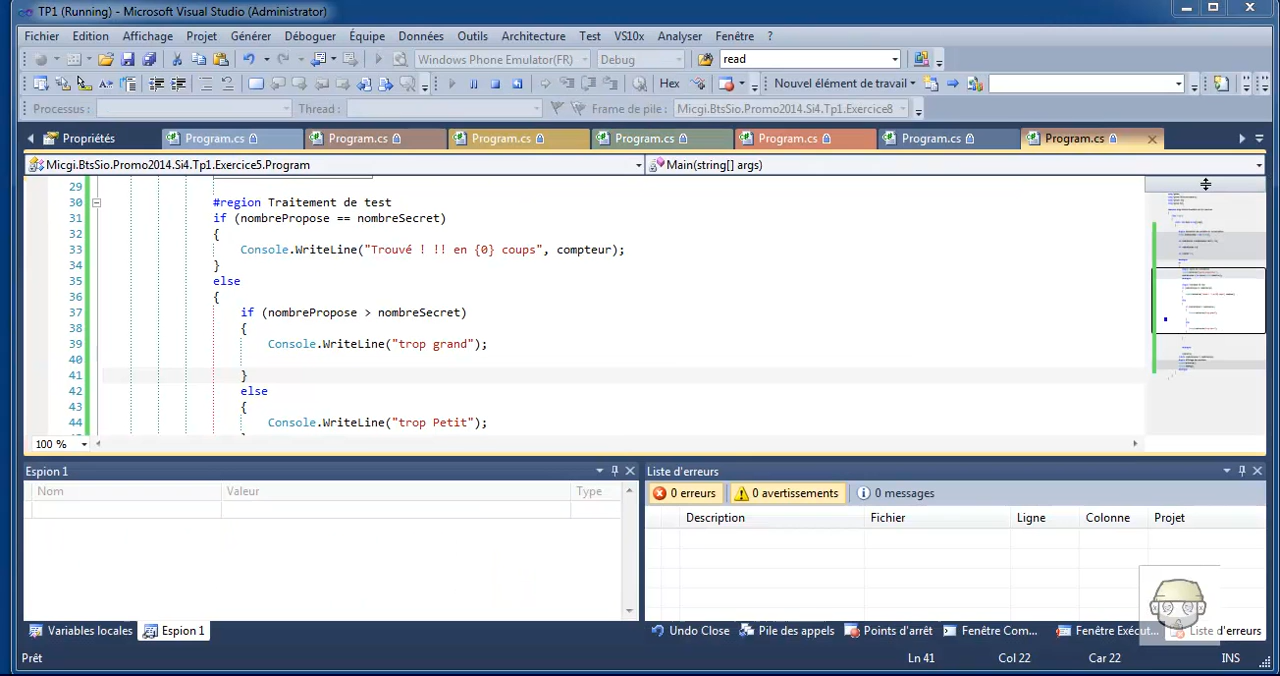 TP1 (Running) - Microsoft Visual Studio (Administrator)
Fichier Edition Affichage Projet Générer Déboguer Équipe Données Outils Architecture Test VS10x Analyser Fenêtre ?
Windows Phone Emulator(FR) Debug read
Hex Nouvel élément de travail
Processus : Thread : Frame de pile : Micgi.BtsSio.Promo2014.Si4.Tp1.Exercice8
Propriétés Program.cs Program.cs Program.cs Program.cs Program.cs Program.cs Program.cs
Micgi.BtsSio.Promo2014.Si4.Tp1.Exercice5.Program Main(string[] args)
29
30 #region Traitement de test
31 if (nombrePropose == nombreSecret)
32 {
33 Console.WriteLine("Trouvé ! !! en {0} coups", compteur);
34 }
35 else
36 {
37 if (nombrePropose > nombreSecret)
38 {
39 Console.WriteLine("trop grand");
40
41 }
42 else
43 {
44 Console.WriteLine("trop Petit");
100 %
Espion 1 Liste d'erreurs
Nom Valeur Type
0 erreurs 0 avertissements 0 messages
Description Fichier Ligne Colonne Projet
Variables locales Espion 1 Undo Close Pile des appels Points d'arrêt Fenêtre Com... Fenêtre Exécut... Liste d'erreurs
Prêt Ln 41 Col 22 Car 22 INS